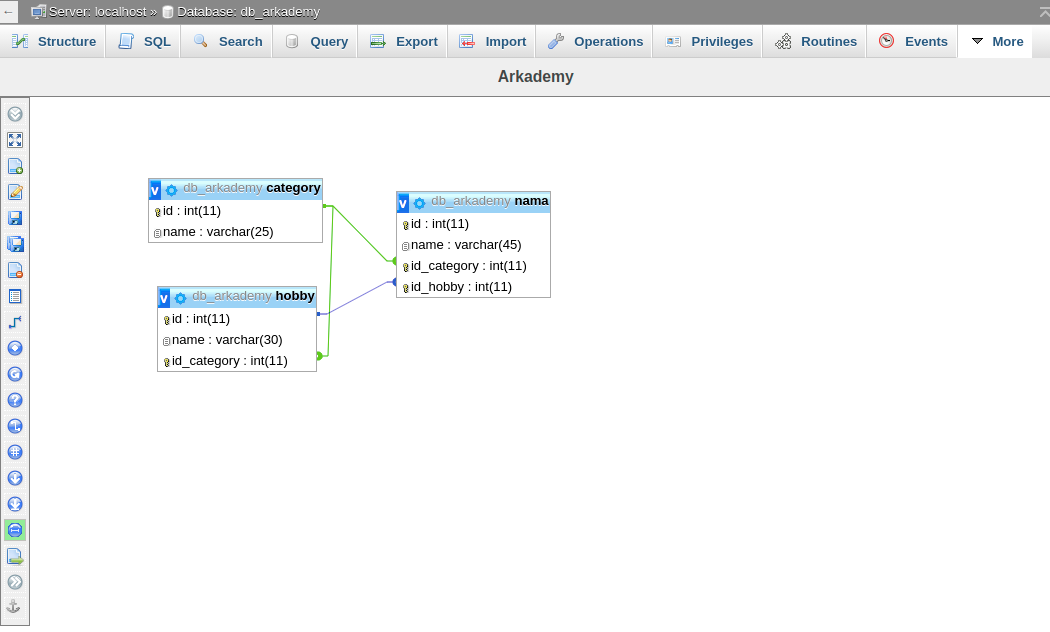 ← Server: localhost » Database: db_arkademy
Structure SQL Search Query Export Import Operations Privileges Routines Events More
Arkademy
v db_arkademy category
id : int(11)
name : varchar(25)
v db_arkademy nama
id : int(11)
name : varchar(45)
id_category : int(11)
id_hobby : int(11)
v db_arkademy hobby
id : int(11)
name : varchar(30)
id_category : int(11)